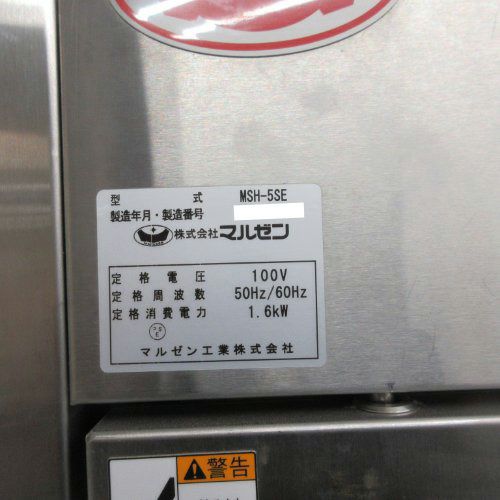 型式 MSH-5SE
製造年月・製造番号
株式会社マルゼン
定格電圧 100V
定格周波数 50Hz/60Hz
定格消費電力 1.6kW
PS E
マルゼン工業株式会社
警告